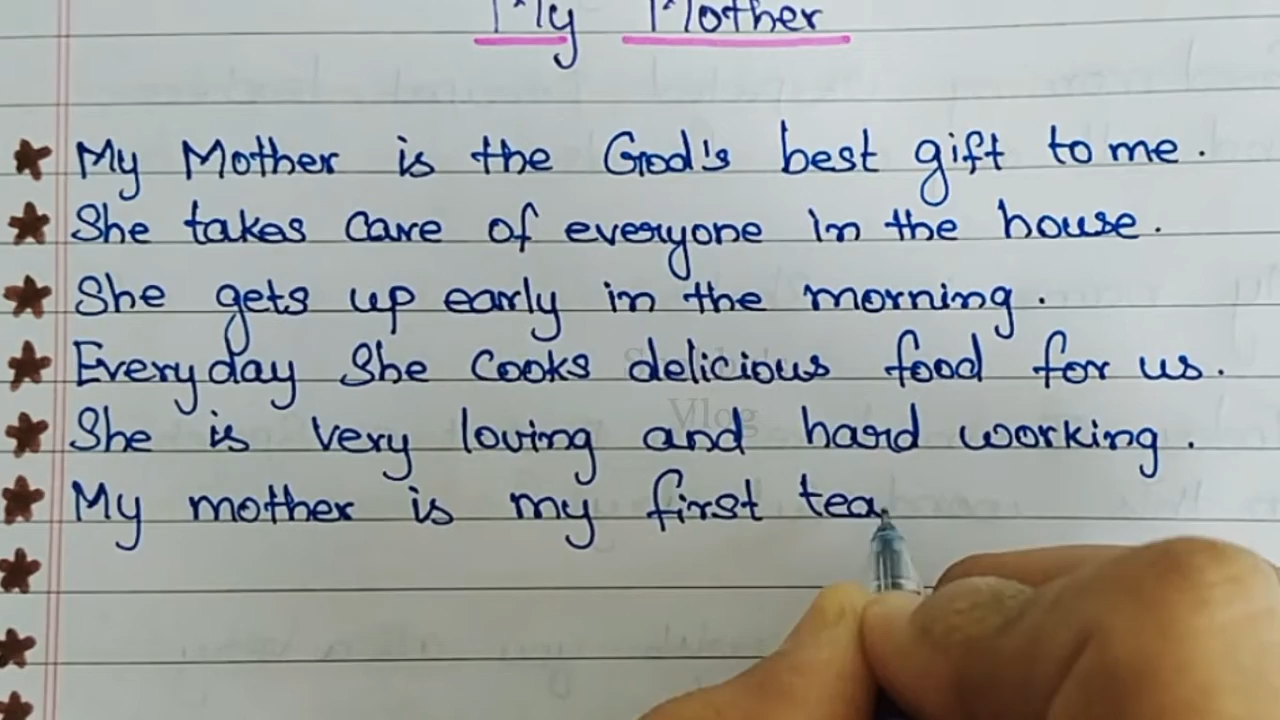 My Mother
My Mother is the God's best gift to me.
She takes care of everyone in the house.
She gets up early in the morning.
Everyday She cooks delicious food for us.
She is very loving and hard working.
My mother is my first tea
Vlog